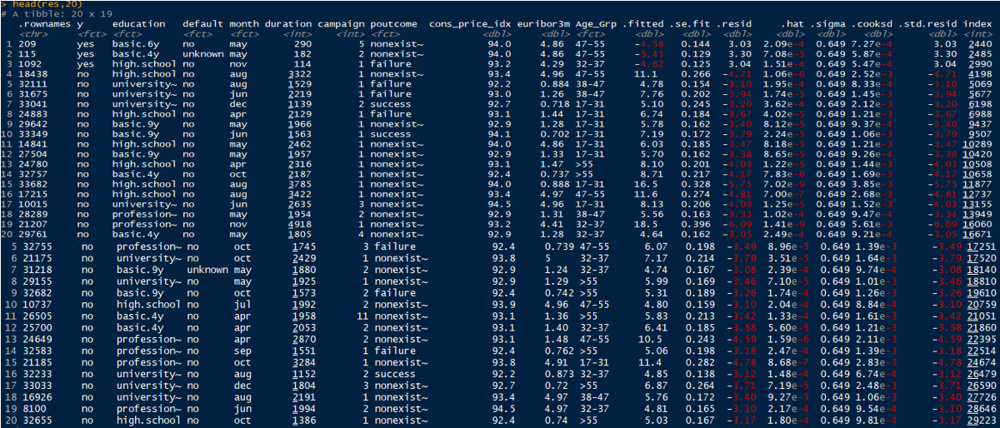 > head(res,20)
# A tibble: 20 x 19
.rownames y education default month duration campaign poutcome cons_price_idx euribor3m Age_Grp .fitted .se.fit .resid .hat .sigma .cooksd .std.resid index
<chr> <fct> <fct> <fct> <fct> <int> <int> <fct> <dbl> <dbl> <fct> <dbl> <dbl> <dbl> <dbl> <dbl> <dbl> <dbl> <int>
1 209 yes basic.6y no may 290 5 nonexist~ 94.0 4.86 47-55 -4.58 0.144 3.03 2.09e-4 0.649 7.27e-4 3.03 2440
2 115 yes basic.4y unknown may 182 2 nonexist~ 94.0 4.86 47-55 -5.45 0.129 3.30 7.08e-5 0.649 5.87e-4 3.30 2485
3 1092 yes high.school no nov 114 1 failure 93.2 4.29 32-37 -4.62 0.125 3.04 1.51e-4 0.649 5.47e-4 3.04 2990
4 18438 no high.school no aug 3322 1 nonexist~ 93.4 4.96 47-55 11.1 0.266 -4.71 1.06e-6 0.649 2.52e-3 -4.71 4198
5 32111 no university~ no aug 1529 1 failure 92.2 0.884 38-47 4.78 0.154 -3.10 1.95e-4 0.649 8.33e-4 -3.10 5069
6 31675 no university~ no jun 2219 1 failure 93.0 1.26 38-47 7.76 0.202 -3.94 1.74e-5 0.649 1.45e-3 -3.94 5677
7 33041 no university~ no dec 1139 2 success 92.7 0.718 17-31 5.10 0.245 -3.20 3.62e-4 0.649 2.12e-3 -3.20 6198
8 24883 no high.school no apr 2129 1 failure 93.1 1.44 17-31 6.74 0.184 -3.67 4.02e-5 0.649 1.21e-3 -3.67 6988
9 29642 no basic.9y no may 1966 1 nonexist~ 92.9 1.28 17-31 5.78 0.162 -3.40 8.12e-5 0.649 9.37e-4 -3.40 9437
10 33349 no basic.9y no jun 1563 1 success 94.1 0.702 17-31 7.19 0.172 -3.79 2.24e-5 0.649 1.06e-3 -3.79 9507
11 14841 no high.school no may 2462 1 nonexist~ 94.0 4.86 17-31 6.03 0.185 -3.47 8.18e-5 0.649 1.21e-3 -3.47 10289
12 27504 no basic.9y no may 1957 1 nonexist~ 92.9 1.33 17-31 5.70 0.162 -3.38 8.65e-5 0.649 9.26e-4 -3.38 10420
13 24780 no high.school no apr 2316 1 nonexist~ 93.1 1.47 >55 8.10 0.201 -4.03 1.22e-5 0.649 1.44e-3 -4.03 10508
14 32757 no basic.4y no oct 2187 1 nonexist~ 92.4 0.737 >55 8.71 0.217 -4.17 7.83e-6 0.649 1.69e-3 -4.17 10658
15 33682 no high.school no aug 3785 1 nonexist~ 94.0 0.888 17-31 16.5 0.328 -5.75 7.02e-9 0.649 3.85e-3 -5.75 11877
16 17215 no high.school no aug 3422 1 nonexist~ 93.4 4.97 17-31 11.6 0.274 -4.81 7.00e-7 0.649 2.68e-3 -4.81 12737
17 10015 no university~ no jun 2635 3 nonexist~ 94.5 4.96 17-31 8.13 0.206 -4.03 1.25e-5 0.649 1.52e-3 -4.03 13155
18 28289 no profession~ no may 1954 2 nonexist~ 92.9 1.31 38-47 5.56 0.163 -3.33 1.02e-4 0.649 9.47e-4 -3.34 13949
19 21207 no profession~ no nov 4918 1 nonexist~ 93.2 4.41 32-37 18.5 0.396 -6.09 1.41e-9 0.649 5.61e-3 -6.09 16060
20 29761 no basic.4y no may 1805 4 nonexist~ 92.9 1.28 32-37 4.64 0.162 -3.05 2.49e-4 0.649 9.21e-4 -3.05 16671
5 32755 no profession~ no oct 1745 3 failure 92.4 0.739 47-55 6.07 0.198 -3.49 8.96e-5 0.649 1.39e-3 -3.49 17251
6 21175 no university~ no oct 2429 1 nonexist~ 93.8 5 32-37 7.17 0.214 -3.79 3.51e-5 0.649 1.64e-3 -3.79 17520
7 31218 no basic.9y unknown may 1880 2 nonexist~ 92.9 1.24 32-37 4.74 0.167 -3.08 2.39e-4 0.649 9.74e-4 -3.08 18140
8 29155 no university~ no may 1925 1 nonexist~ 92.9 1.29 >55 5.99 0.169 -3.46 7.10e-5 0.649 1.01e-3 -3.46 18810
9 32682 no basic.9y no oct 1573 2 failure 92.4 0.742 >55 5.31 0.189 -3.26 1.74e-4 0.649 1.26e-3 -3.26 19610
10 10737 no high.school no jul 1992 2 nonexist~ 93.9 4.96 47-55 4.80 0.159 -3.10 2.04e-4 0.649 8.84e-4 -3.10 20759
11 26505 no basic.4y no apr 1958 11 nonexist~ 93.1 1.36 >55 5.83 0.213 -3.42 1.33e-4 0.649 1.61e-3 -3.42 21051
12 25700 no basic.4y no apr 2053 2 nonexist~ 93.1 1.40 32-37 6.41 0.185 -3.58 5.60e-5 0.649 1.21e-3 -3.58 21860
13 24649 no profession~ no apr 2870 2 nonexist~ 93.1 1.48 47-55 10.5 0.243 -4.59 1.59e-6 0.649 2.11e-3 -4.59 22395
14 32583 no profession~ no sep 1551 1 failure 92.4 0.762 >55 5.06 0.198 -3.18 2.47e-4 0.649 1.39e-3 -3.18 22514
15 21185 no profession~ no oct 3284 1 nonexist~ 93.8 4.91 17-31 11.4 0.282 -4.78 8.68e-7 0.649 2.83e-3 -4.78 24674
16 32233 no university~ no aug 1152 2 success 92.2 0.873 32-37 4.85 0.138 -3.12 1.48e-4 0.649 6.74e-4 -3.12 26479
17 33033 no university~ no dec 1804 3 nonexist~ 92.7 0.72 >55 6.87 0.264 -3.71 7.19e-5 0.649 2.48e-3 -3.71 26590
18 16926 no university~ no aug 2191 1 nonexist~ 93.4 4.97 38-47 5.76 0.172 -3.40 9.27e-5 0.649 1.06e-3 -3.40 27726
19 8100 no profession~ no jun 1994 2 nonexist~ 94.5 4.97 32-37 4.81 0.165 -3.10 2.17e-4 0.649 9.54e-4 -3.10 28646
20 32655 no high.school no oct 1386 1 nonexist~ 92.4 0.74 >55 5.03 0.167 -3.17 1.80e-4 0.649 9.81e-4 -3.17 29223